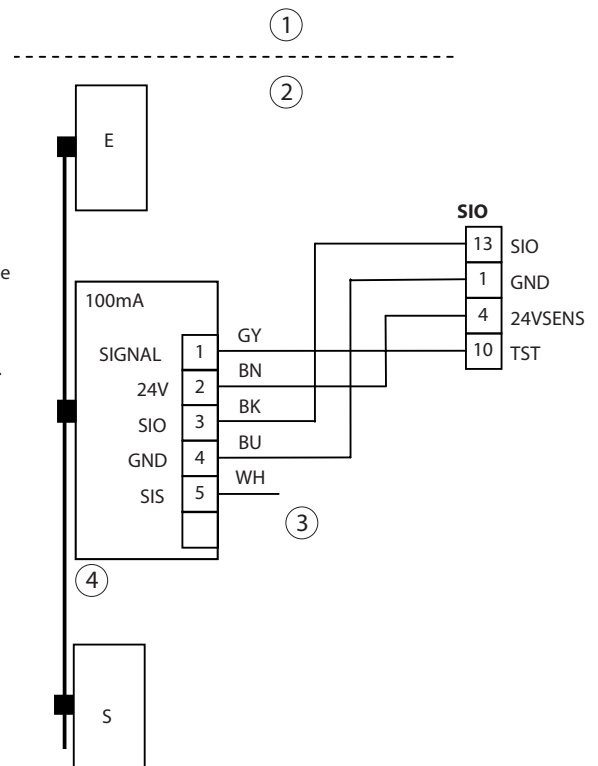 1
2
E
SIO
13 SIO
e
1 GND
100mA
4 24VSENS
GY
SIGNAL 1
10 TST
.
BN
24V 2
BK
SIO 3
BU
GND 4
WH
SIS 5
3
4
S